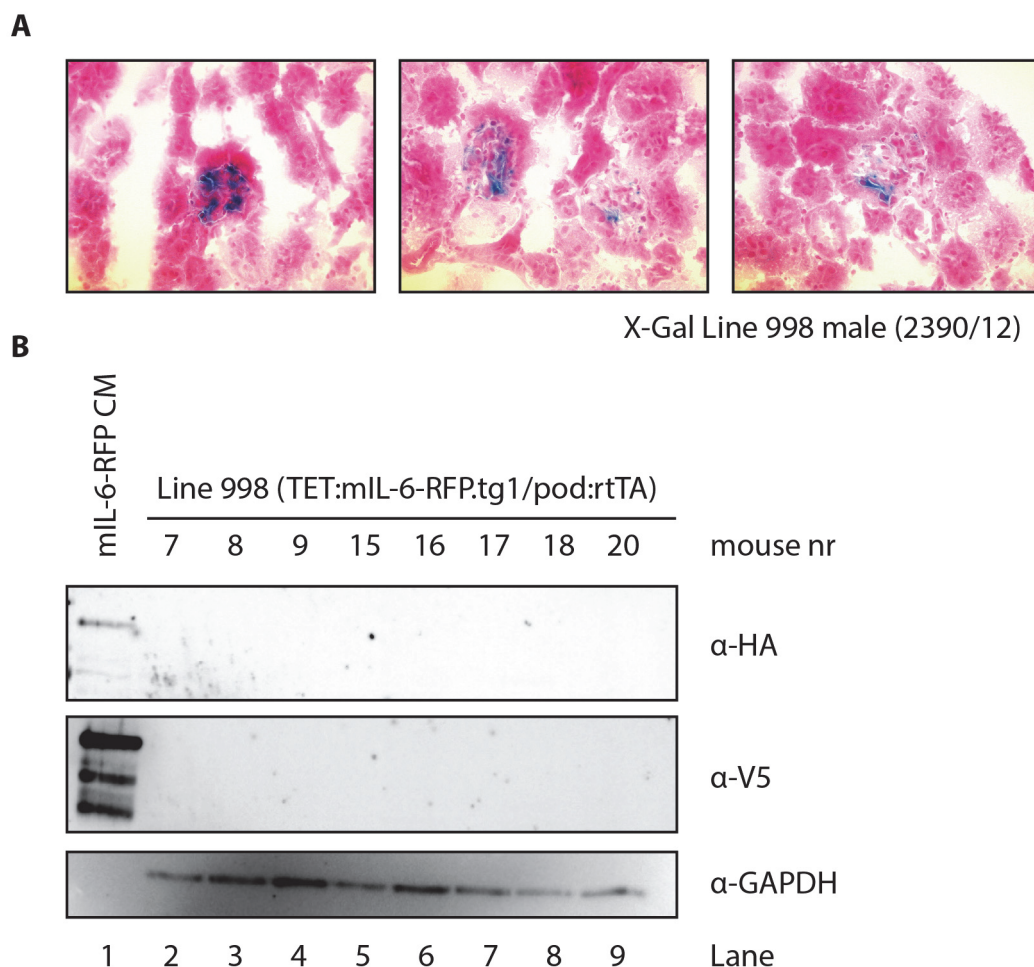 A
X-Gal Line 998 male (2390/12)
B
mIL-6-RFP CM
Line 998 (TET:mIL-6-RFP.tg1/pod:rtTA)
7 8 9 15 16 17 18 20 mouse nr
α-HA
α-V5
α-GAPDH
1 2 3 4 5 6 7 8 9 Lane